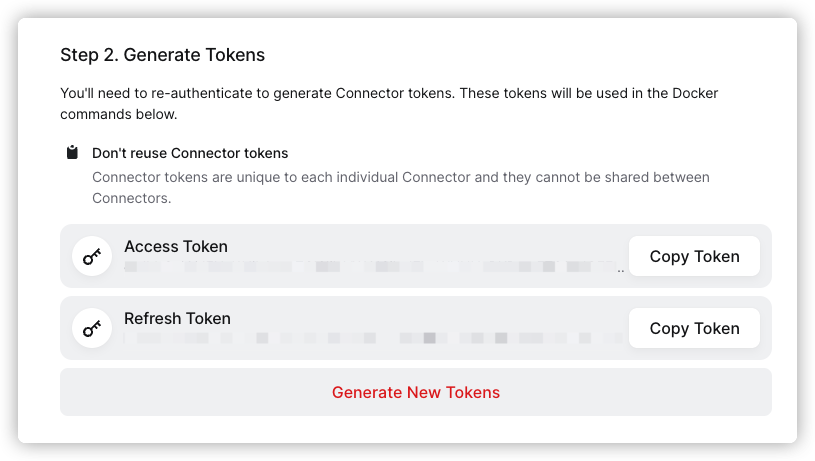 Step 2. Generate Tokens
You'll need to re-authenticate to generate Connector tokens. These tokens will be used in the Docker
commands below.
Don't reuse Connector tokens
Connector tokens are unique to each individual Connector and they cannot be shared between
Connectors.
Access Token
..
Copy Token
Refresh Token
Copy Token
Generate New Tokens